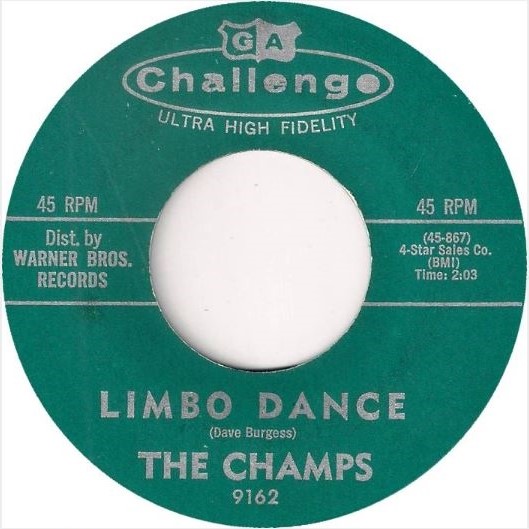 GA
Challenge
ULTRA HIGH FIDELITY
45 RPM
Dist. by
WARNER BROS.
RECORDS
45 RPM
(45-867)
4-Star Sales Co.
(BMI)
Time: 2:03
LIMBO DANCE
(Dave Burgess)
THE CHAMPS
9162